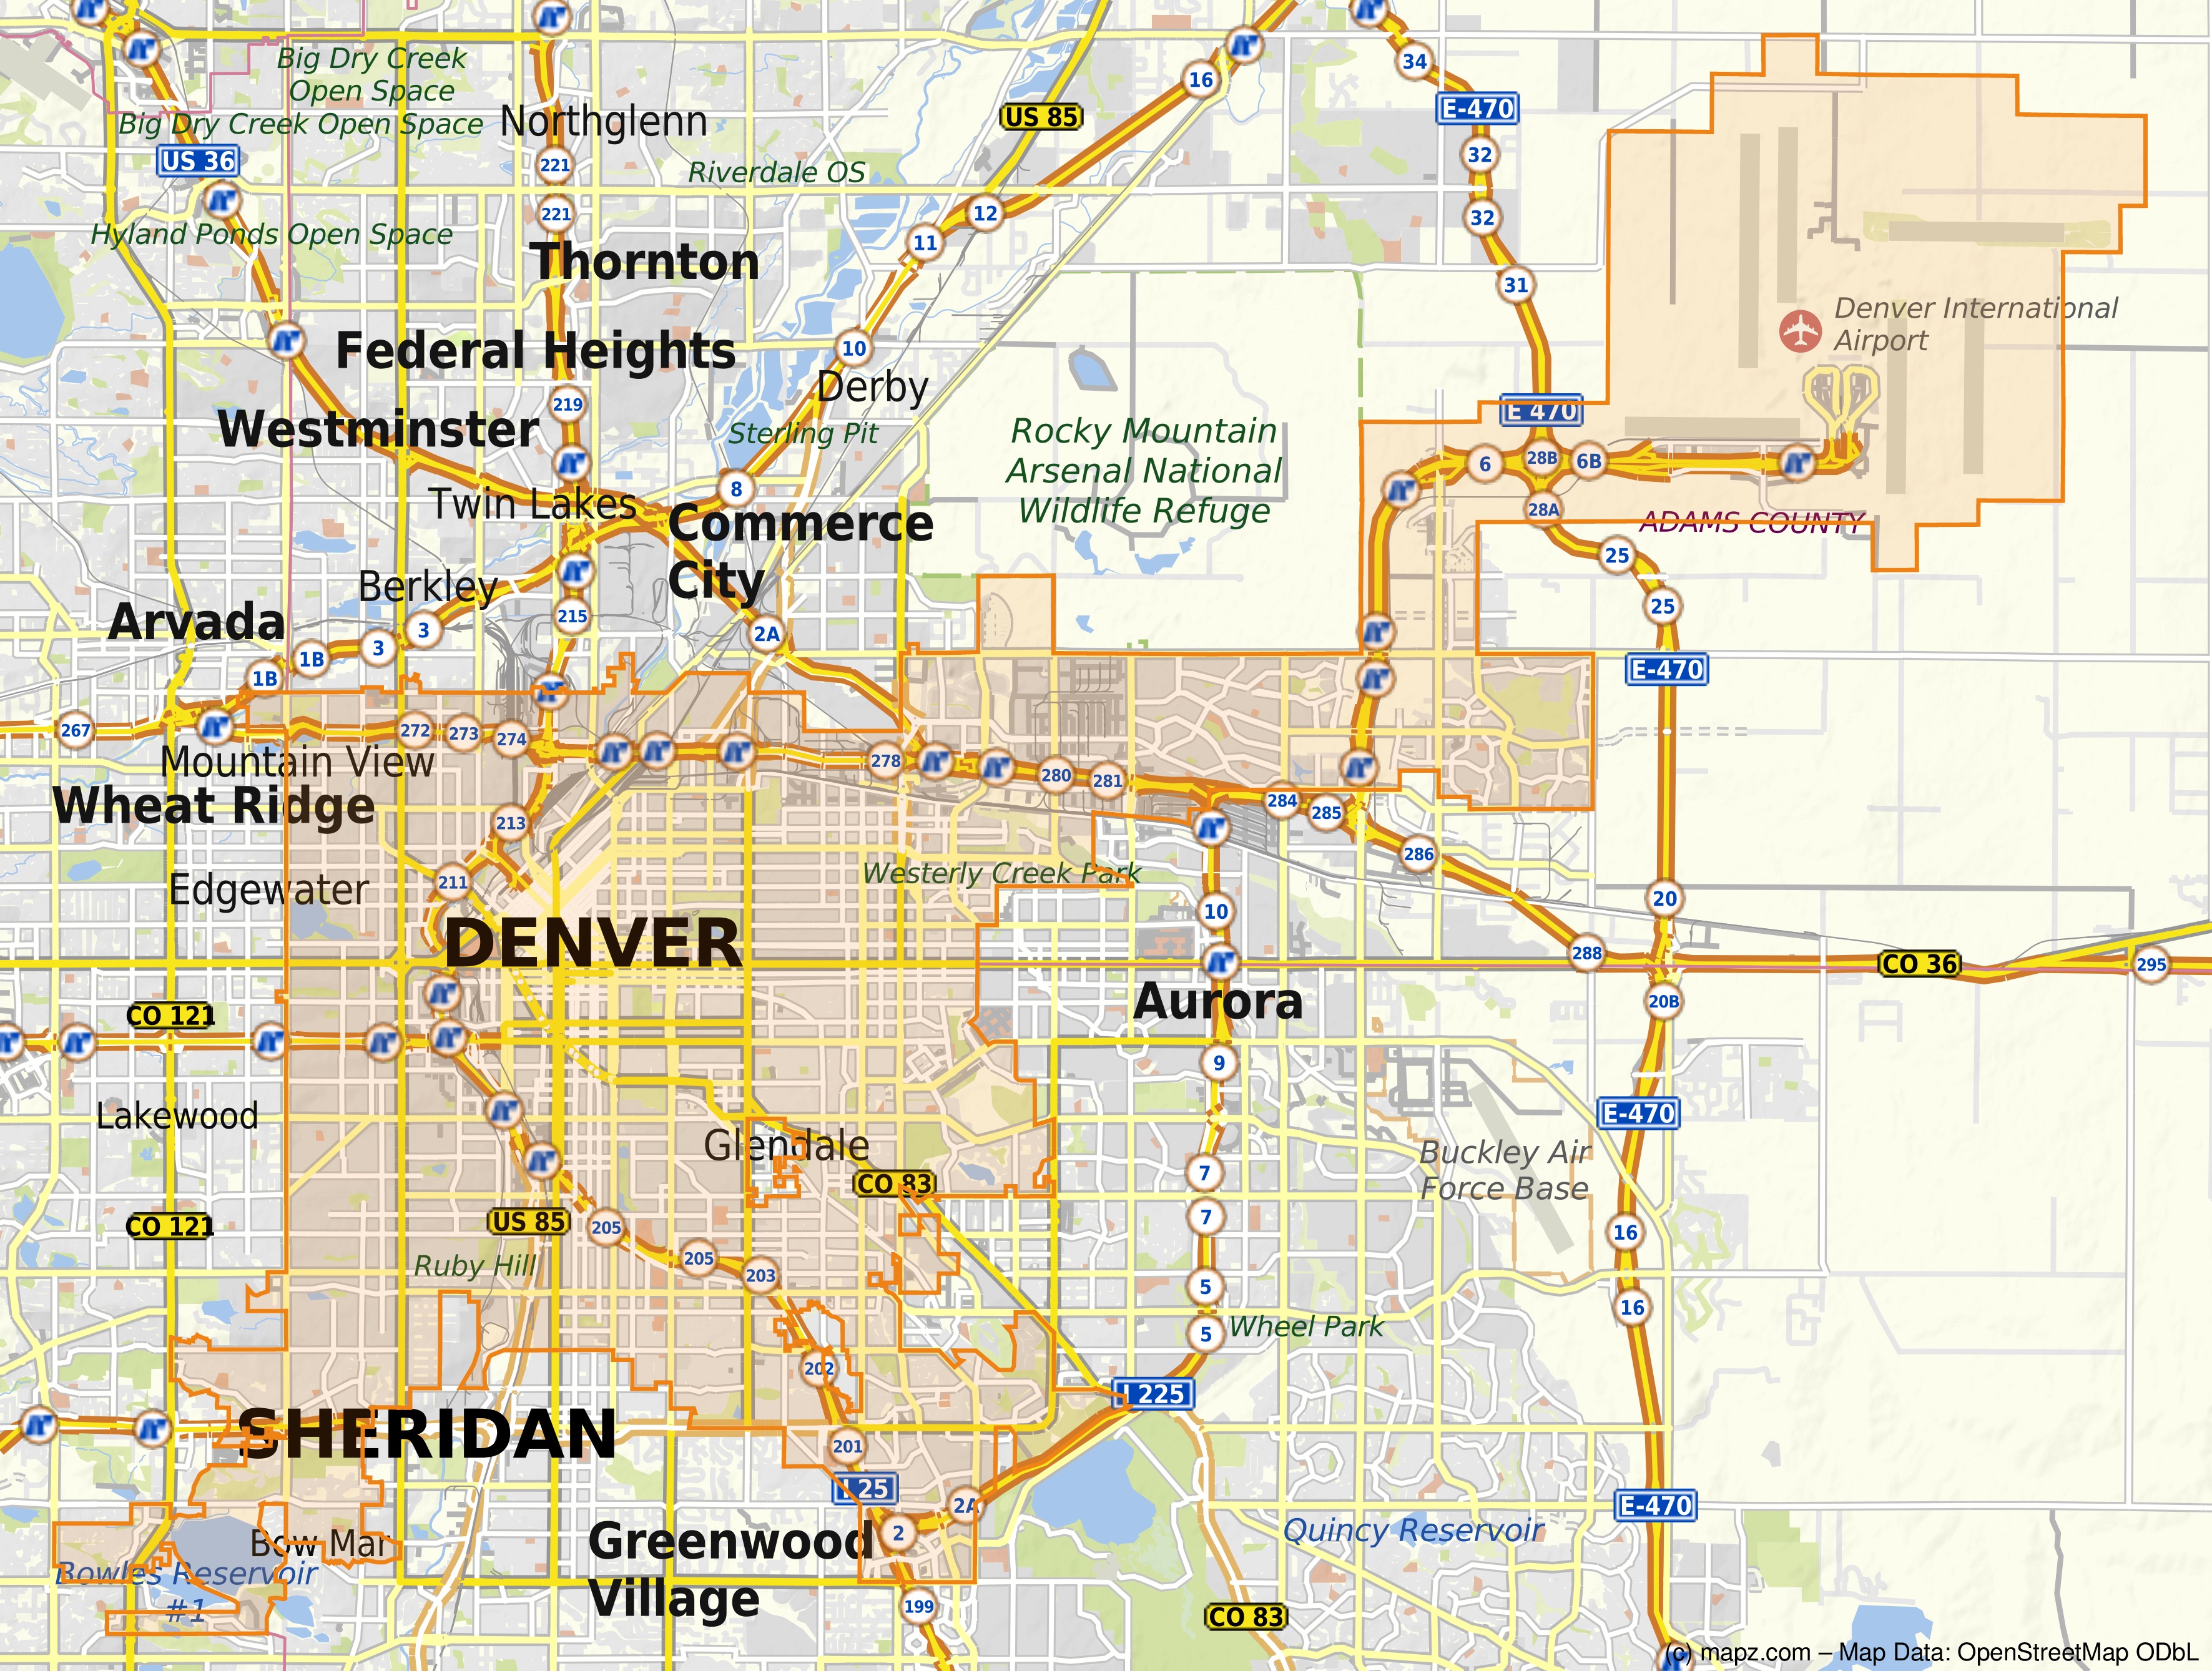 34
Big Dry Creek
Open Space
16
E-470
US 85
Northglenn
Big Dry Creek Open Space
US 36
221
32
Riverdale OS
221
12
32
Hyland Ponds Open Space
11
Thornton
31
Denver International
Airport
10
Federal Heights
Derby
219
E 470
Westminster
Sterling Pit
Rocky Mountain
Arsenal National
Wildlife Refuge
6
28B
6B
8
Twin Lakes
28A
ADAMS COUNTY
Commerce
City
25
Berkley
25
215
Arvada
3
2A
3
1B
1B
E-470
267
272
273
274
Mountain View
278
280
281
Wheat Ridge
284
285
213
286
Westerly Creek Park
211
Edgewater
20
10
DENVER
288
CO 36
295
Aurora
20B
CO 121
9
Lakewood
E-470
Glendale
Buckley Air
Force Base
7
CO 83
CO 121
US 85
205
7
16
Ruby Hill
205
203
5
16
5
Wheel Park
202
I 225
SHERIDAN
201
I 25
2A
E-470
2
Quincy Reservoir
Greenwood
Village
Bow Mar
Bowles Reservoir
#1
199
CO 83
(c) mapz.com – Map Data: OpenStreetMap ODbL